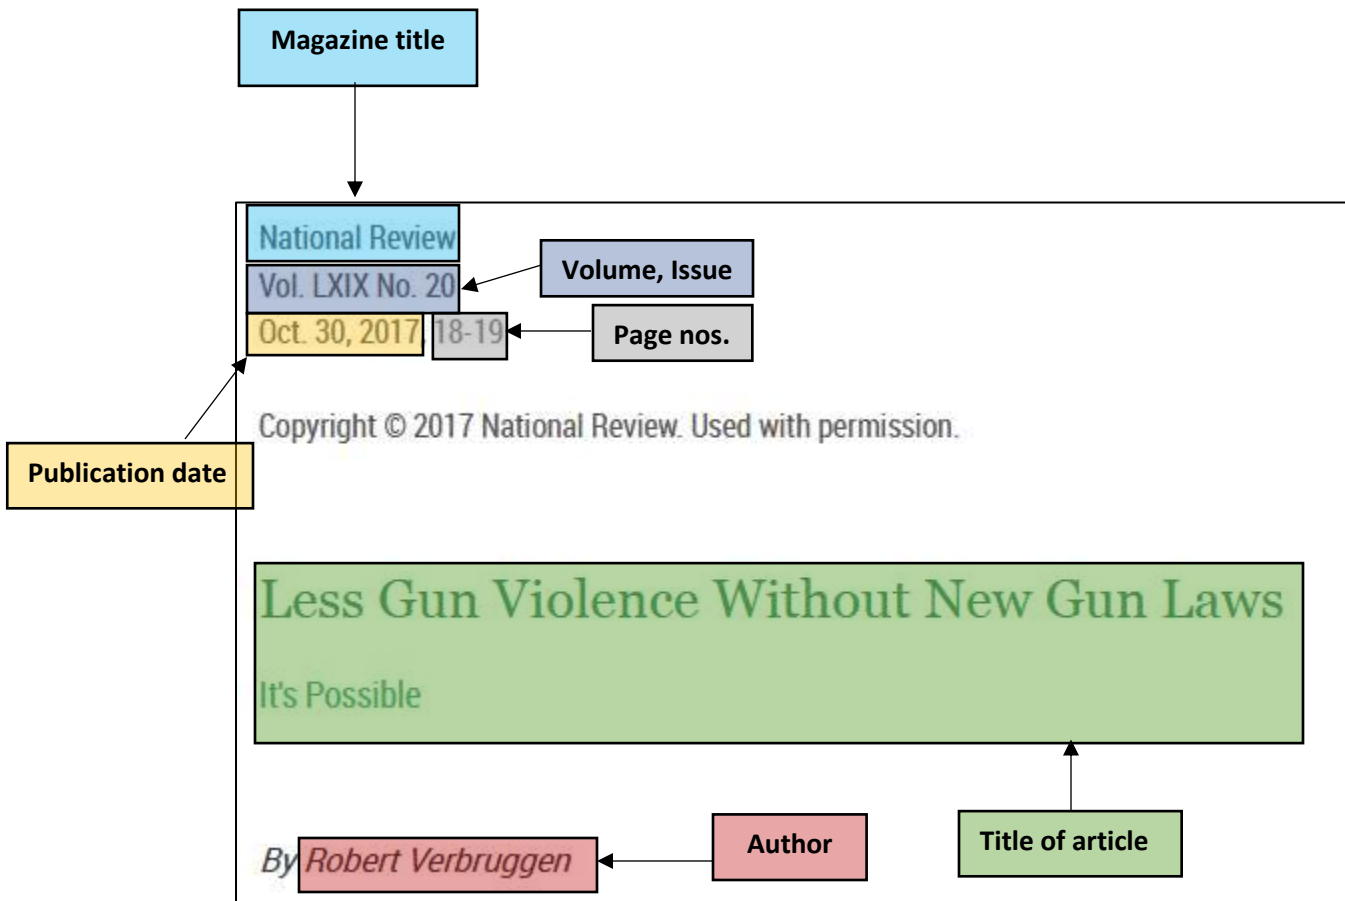 Magazine title
National Review
Vol. LXIX No. 20
Volume, Issue
Oct. 30, 2017, 18-19
Page nos.
Copyright © 2017 National Review. Used with permission.
Publication date
Less Gun Violence Without New Gun Laws
It's Possible
By Robert Verbruggen
Author
Title of article